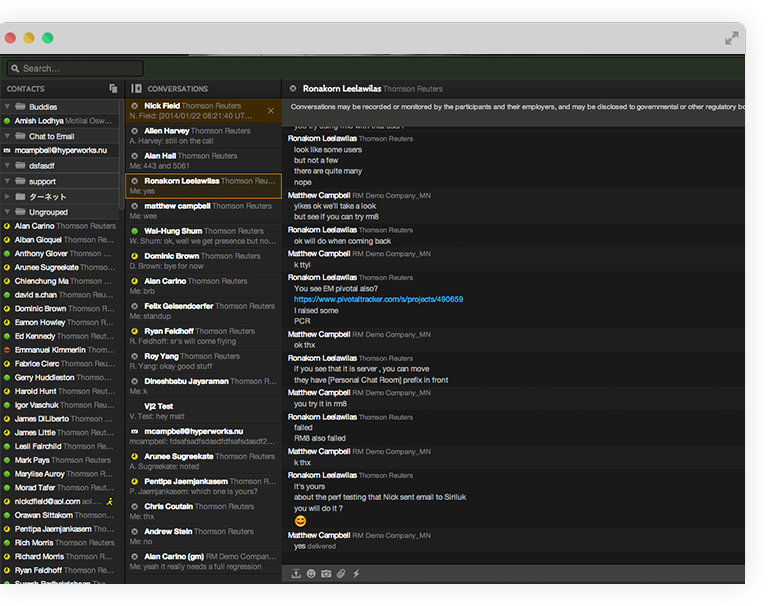 Search...
CONTACTS
Buddies
Amish Lodhya Motilal Osw...
Chat to Email
mcampbell@hyperworks.nu
dsfasdf
support
ターネット
Ungrouped
Alan Carino Thomson Reuters
Alban Gicquel Thomson Re...
Anthony Glover Thomson ...
Arunee Sugreekate Thomso...
Chienchung Ma Thomson ...
david s.chan Thomson Reu...
Dominic Brown Thomson R...
Eamon Howley Thomson ...
Ed Kennedy Thomson Reut...
Emmanuel Kimmerlin Thom...
Fabrice Clerc Thomson Reu...
Gerry Huddleston Thomso...
Harold Hunt Thomson Reut...
Igor Vaschuk Thomson Reu...
James DiLiberto Thomson ...
James Little Thomson Reut...
Lesli Fairchild Thomson Re...
Mark Pays Thomson Reuters
Marylise Auroy Thomson R...
Morad Tafer Thomson Reut...
nickdfield@aol.com aol....
Orawan Sittakorn Thomson...
Pentipa Jaemjankasem Tho...
Rich Morris Thomson Reuters
Richard Morris Thomson R...
Ryan Feldhoff Thomson Re...
Suresh Radhakrishnan Tho...
CONVERSATIONS
Nick Field Thomson Reuters
N. Field: [2014/01/22 08:21:40 UT...
Allen Harvey Thomson Reuters
A. Harvey: still on the call
Alan Hall Thomson Reuters
Me: 443 and 5061
Ronakorn Leelawilas Thomson Reu...
Me: yes
matthew campbell Thomson Reuters
Me: wee
Wai-Hung Shum Thomson Reuters
W. Shum: ok, well we get presence but no...
Dominic Brown Thomson Reuters
D. Brown: bye for now
Alan Carino Thomson Reuters
Me: brb
Felix Geisendoerfer Thomson Reuters
Me: standup
Ryan Feldhoff Thomson Reuters
R. Feldhoff: sr's will come flying
Roy Yang Thomson Reuters
R. Yang: okay good stuff
Dineshbabu Jayaraman Thomson R...
Me: k
VJ2 Test
V. Test: hey matt
mcampbell@hyperworks.nu
mcampbell: fdsafsadfsdasdfdfsafsdasdf2...
Arunee Sugreekate Thomson Reuters
A. Sugreekate: noted
Pentipa Jaemjankasem Thomson R...
P. Jaemjankasem: which one is yours?
Chris Coutain Thomson Reuters
Me: thx
Andrew Stein Thomson Reuters
Me: no
Alan Carino (gm) RM Demo Compan...
Me: yeah it really needs a full regression
Ronakorn Leelawilas Thomson Reuters
Conversations may be recorded or monitored by the participants and their employers, and may be disclosed to governmental or other regulatory bo
you try using rm8 with that user?
Ronakorn Leelawilas Thomson Reuters
look like some users
but not a few
there are quite many
nope
Matthew Campbell RM Demo Company_MN
yikes ok we'll take a look
but see if you can try rm8
Ronakorn Leelawilas Thomson Reuters
ok will do when coming back
Matthew Campbell RM Demo Company_MN
k ttyl
Ronakorn Leelawilas Thomson Reuters
You see EM pivotal also?
https://www.pivotaltracker.com/s/projects/490659
I raised some
PCR
Matthew Campbell RM Demo Company_MN
ok thx
Ronakorn Leelawilas Thomson Reuters
if you see that it is server , you can move
they have [Personal Chat Room] prefix in front
Matthew Campbell RM Demo Company_MN
you try it in rm8
Ronakorn Leelawilas Thomson Reuters
failed
RM8 also failed
Matthew Campbell RM Demo Company_MN
k thx
Ronakorn Leelawilas Thomson Reuters
it's yours
about the perf testing that Nick sent email to Siriluk
you will do it ?
Matthew Campbell RM Demo Company_MN
yes delivered